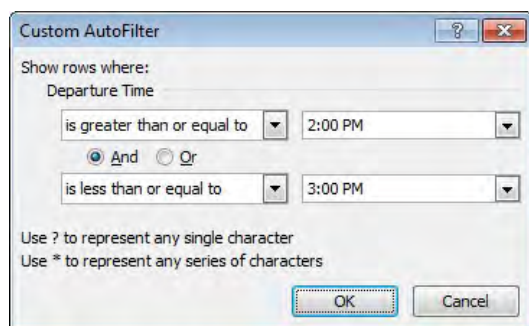 Custom AutoFilter
Show rows where:
Departure Time
is greater than or equal to 2:00 PM
And Or
is less than or equal to 3:00 PM
Use ? to represent any single character
Use * to represent any series of characters
OK Cancel